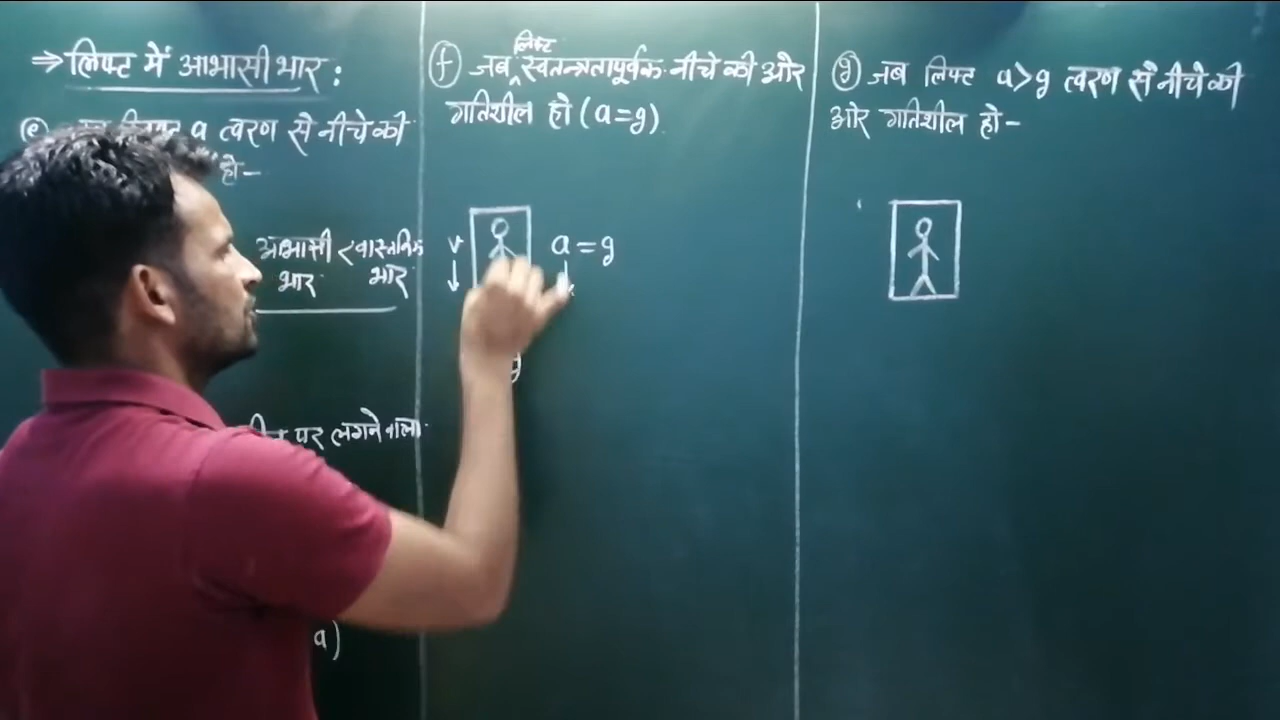 ⇒ लिफ्ट में आभासी भार :
(e) a त्वरण से नीचे की
हो -
आभासी < वास्तविक
भार भार
पर लगने वाला
a)
(f) जब लिफ्ट स्वतन्त्रतापूर्वक नीचे की ओर
गतिशील हो (a=g)
v a = g
g
(g) जब लिफ्ट a>g त्वरण से नीचे की
ओर गतिशील हो -